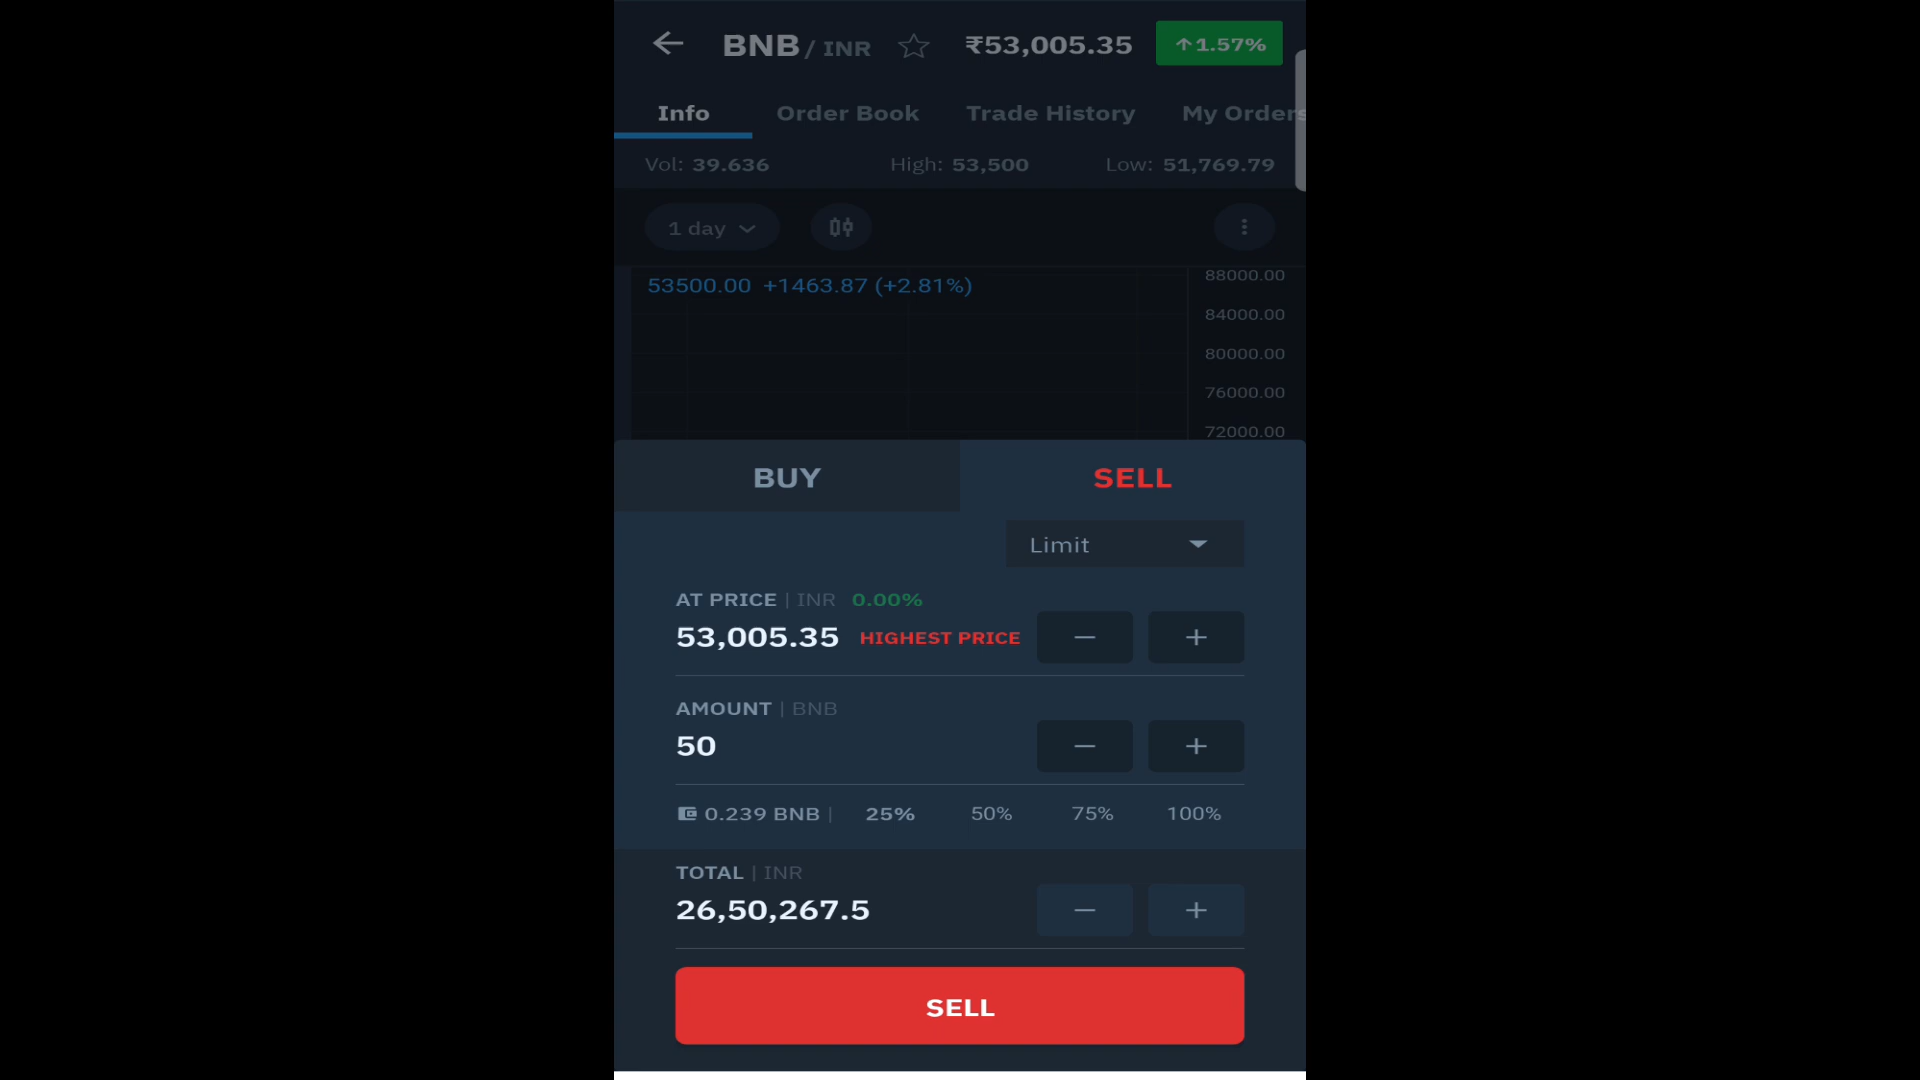 BNB / INR ₹53,005.35 ↑1.57%
Info Order Book Trade History My Orders
Vol: 39.636 High: 53,500 Low: 51,769.79
1 day
53500.00 +1463.87 (+2.81%)
88000.00
84000.00
80000.00
76000.00
72000.00
BUY SELL
Limit
AT PRICE | INR 0.00%
53,005.35 HIGHEST PRICE − +
AMOUNT | BNB
50 − +
0.239 BNB | 25% 50% 75% 100%
TOTAL | INR
26,50,267.5 − +
SELL